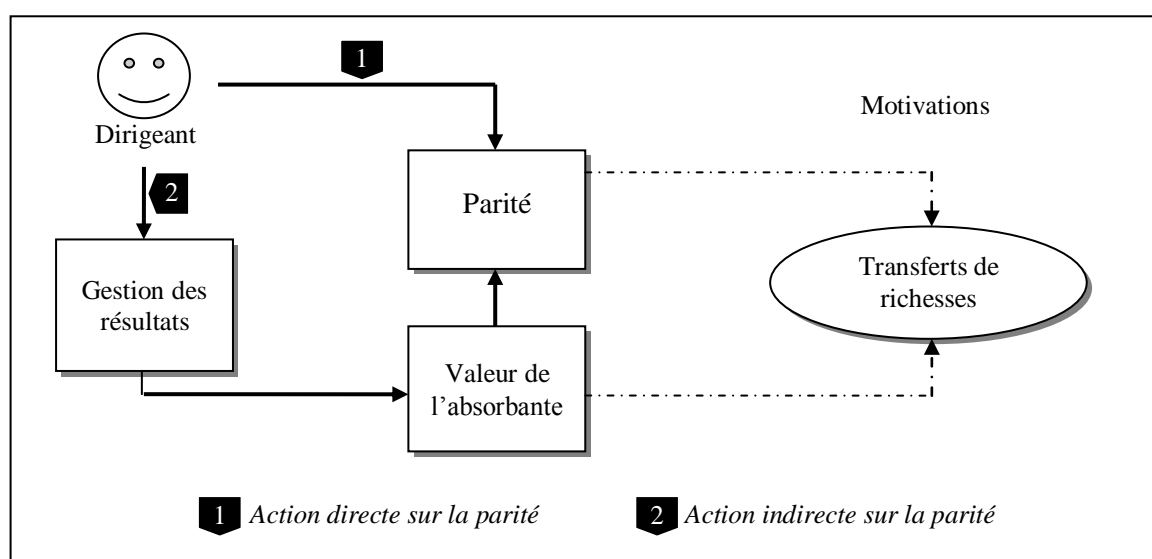 1
Dirigeant
Motivations
2
Parité
Gestion des
résultats
Transferts de
richesses
Valeur de
l’absorbante
1 Action directe sur la parité
2 Action indirecte sur la parité